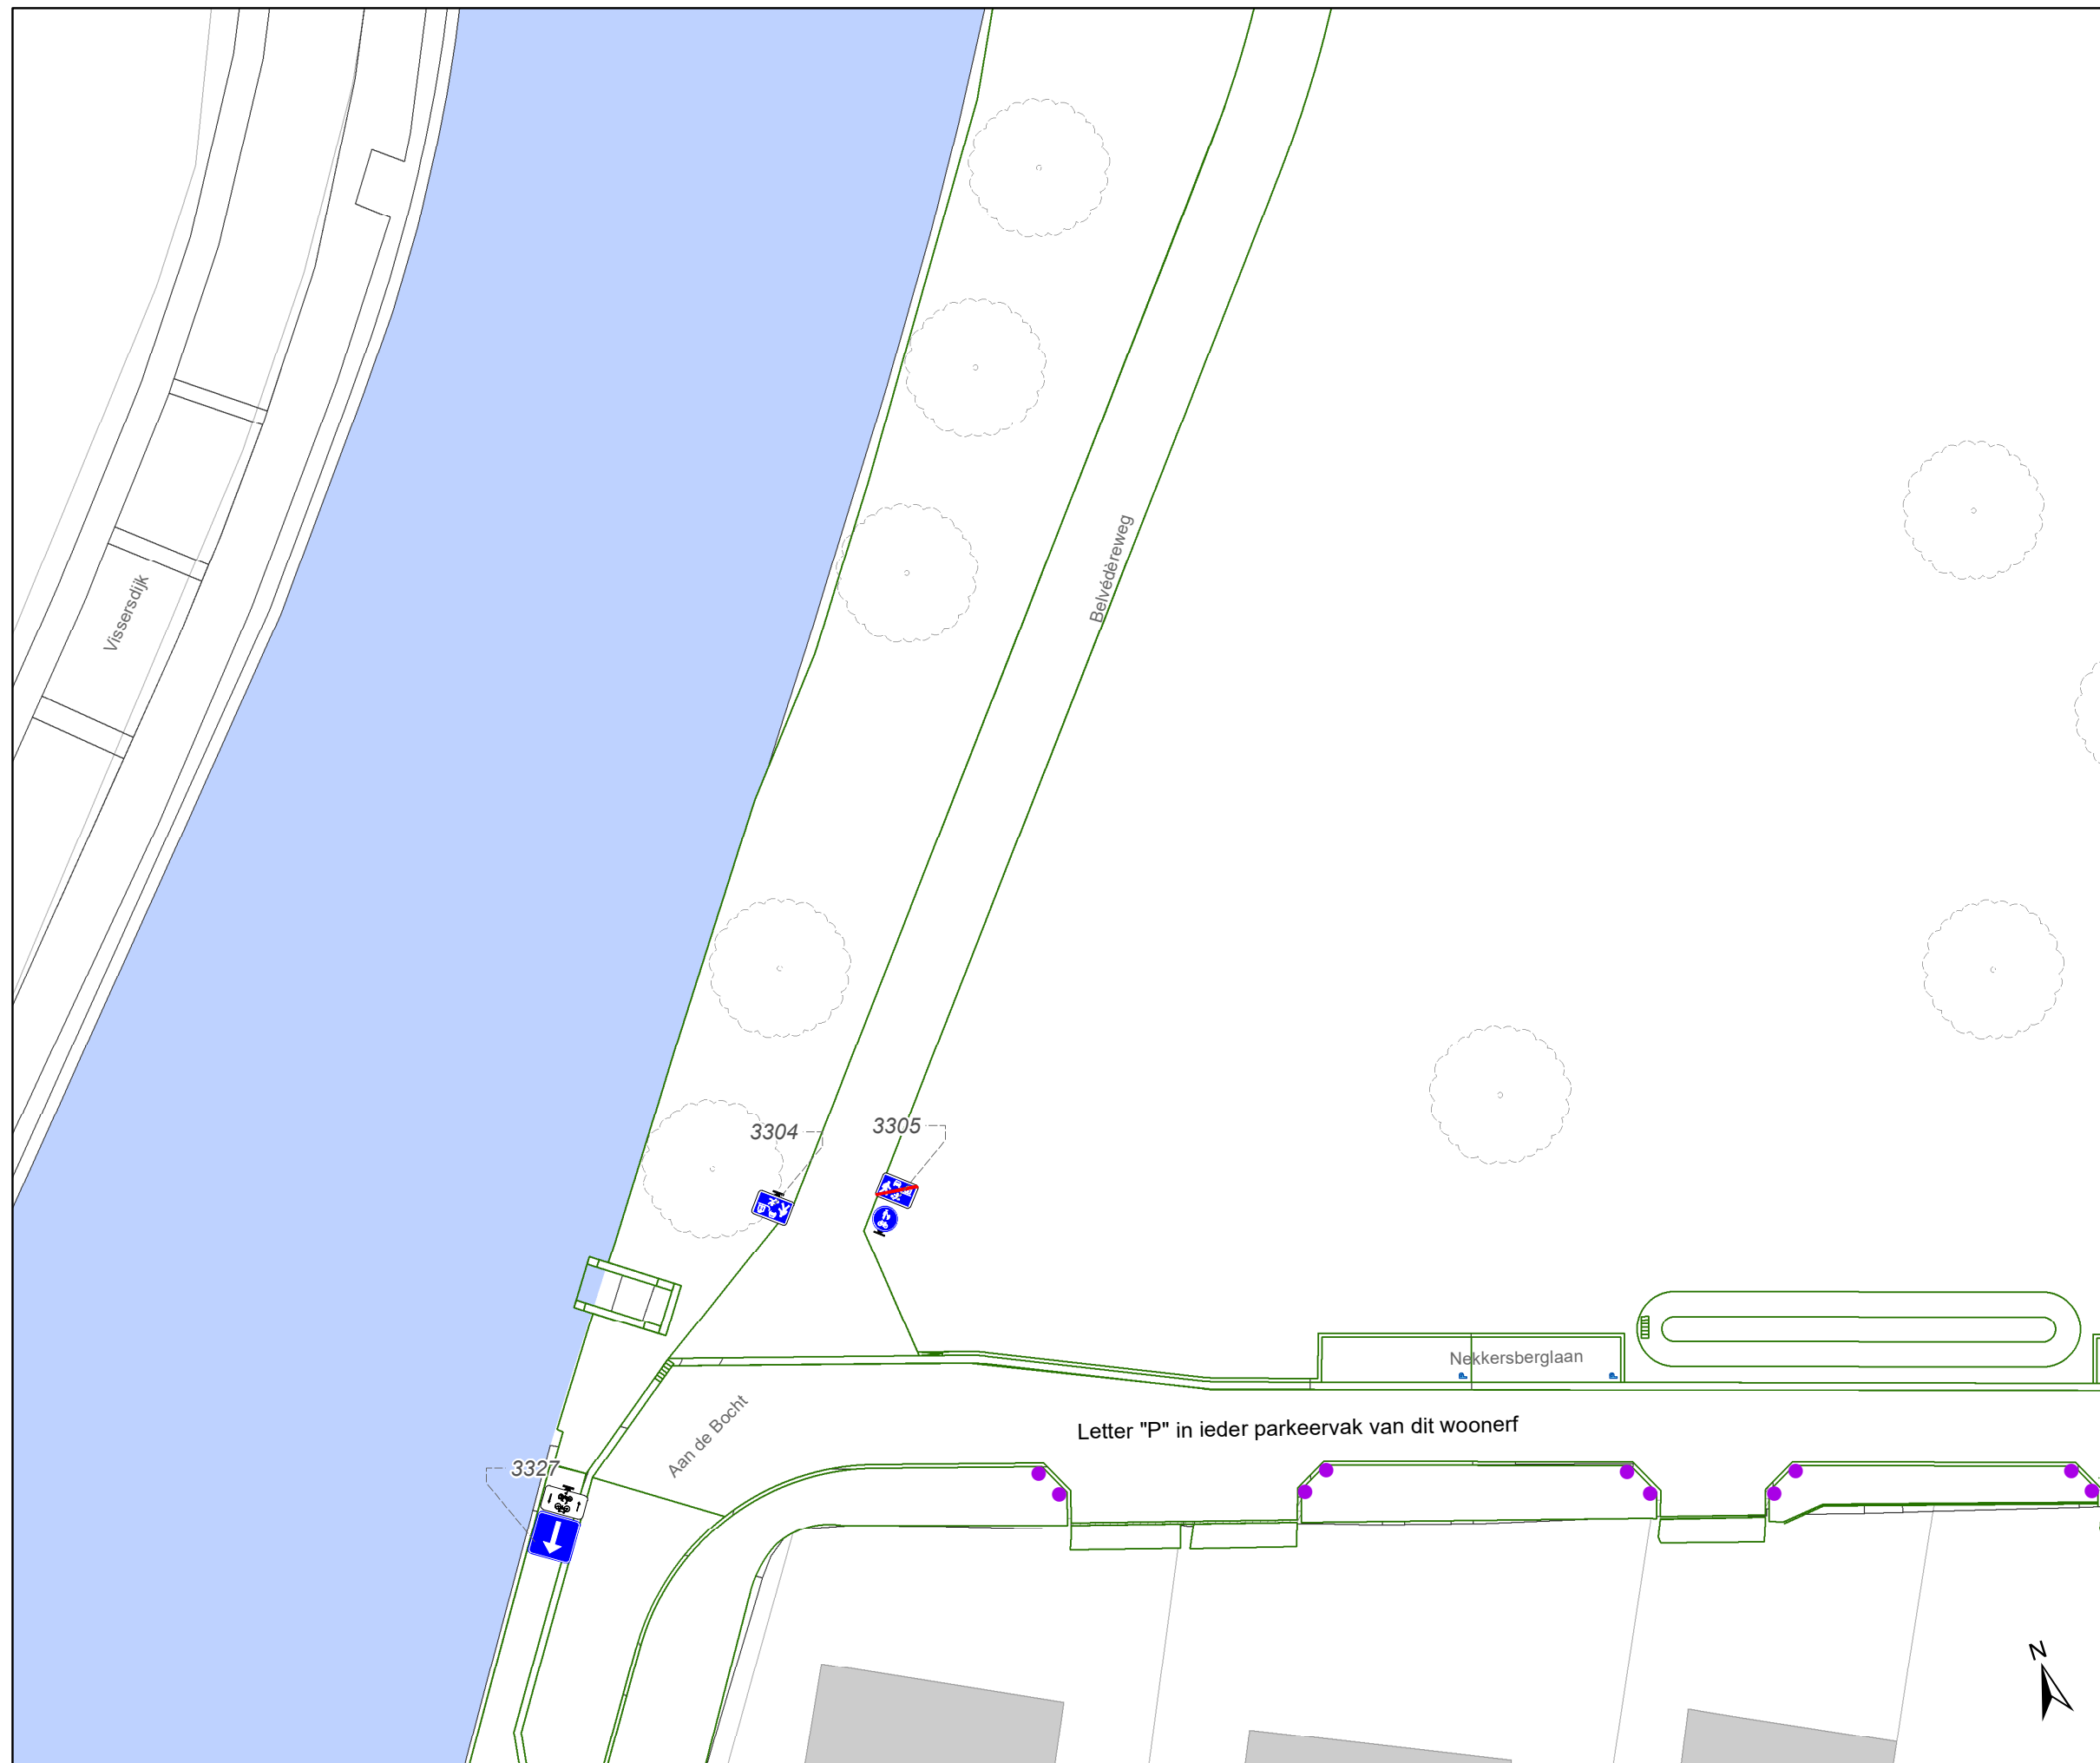 Belvédèreweg
Vissersdijk
3304
3305
Nekkersberglaan
Aan de Bocht
Letter "P" in ieder parkeervak van dit woonerf
3327
N